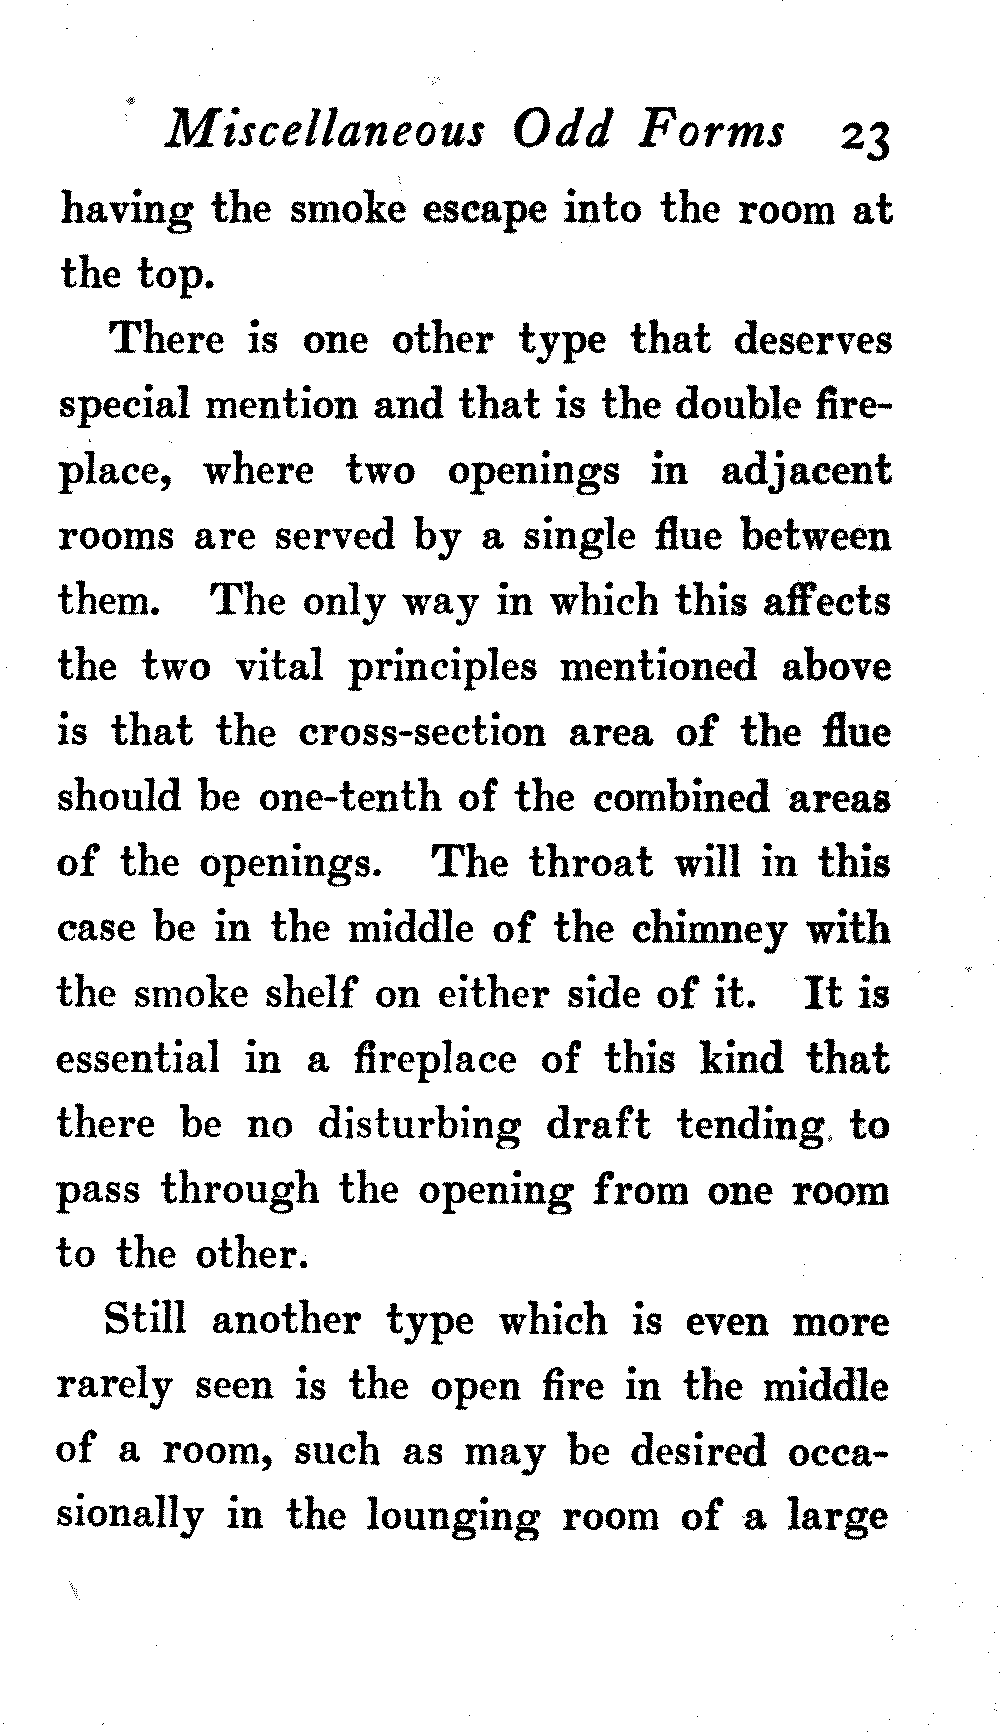 Miscellaneous Odd Forms 23
having the smoke escape into the room at
the top.
There is one other type that deserves
special mention and that is the double fire-
place, where two openings in adjacent
rooms are served by a single flue between
them. The only way in which this affects
the two vital principles mentioned above
is that the cross-section area of the flue
should be one-tenth of the combined areas
of the openings. The throat will in this
case be in the middle of the chimney with
the smoke shelf on either side of it. It is
essential in a fireplace of this kind that
there be no disturbing draft tending to
pass through the opening from one room
to the other.
Still another type which is even more
rarely seen is the open fire in the middle
of a room, such as may be desired occa-
sionally in the lounging room of a large